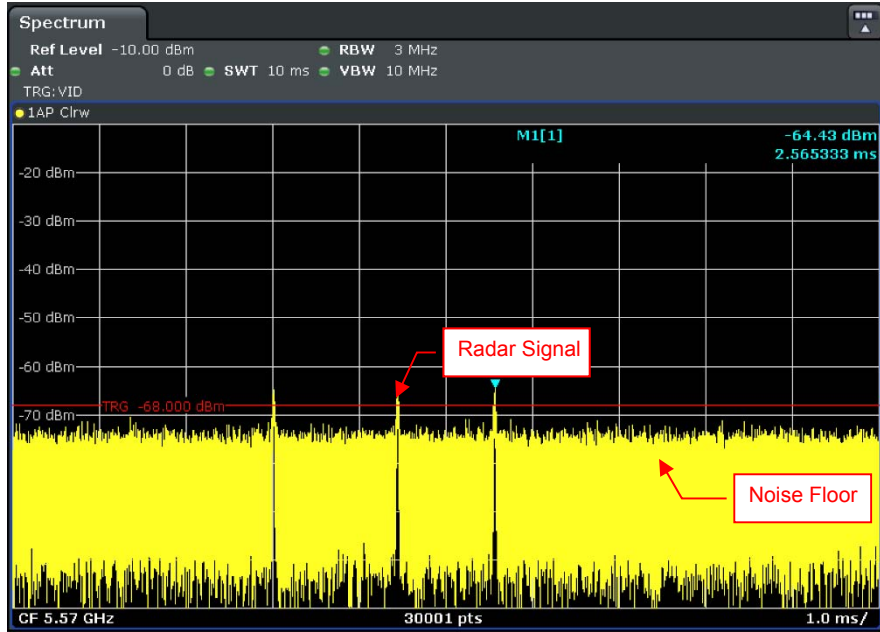 Spectrum
Ref Level -10.00 dBm RBW 3 MHz
Att 0 dB SWT 10 ms VBW 10 MHz
TRG:VID
1AP Clrw
M1[1] -64.43 dBm
2.565333 ms
-20 dBm
-30 dBm
-40 dBm
-50 dBm
Radar Signal
-60 dBm
TRG -68.000 dBm
-70 dBm
Noise Floor
CF 5.57 GHz 30001 pts 1.0 ms/